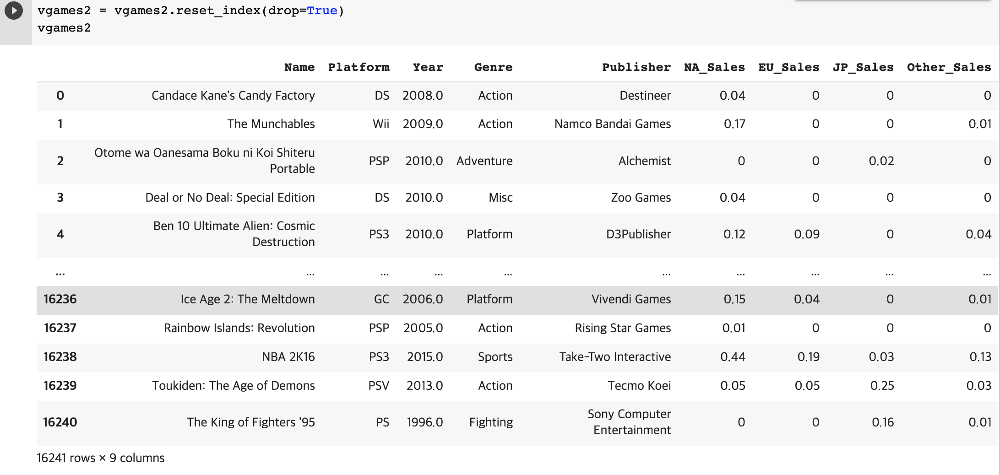 vgames2 = vgames2.reset_index(drop=True)
vgames2
Name Platform Year Genre Publisher NA_Sales EU_Sales JP_Sales Other_Sales
0 Candace Kane's Candy Factory DS 2008.0 Action Destineer 0.04 0 0 0
1 The Munchables Wii 2009.0 Action Namco Bandai Games 0.17 0 0 0.01
2 Otome wa Oanesama Boku ni Koi Shiteru
Portable PSP 2010.0 Adventure Alchemist 0 0 0.02 0
3 Deal or No Deal: Special Edition DS 2010.0 Misc Zoo Games 0.04 0 0 0
4 Ben 10 Ultimate Alien: Cosmic
Destruction PS3 2010.0 Platform D3Publisher 0.12 0.09 0 0.04
... ... ... ... ... ... ... ... ... ...
16236 Ice Age 2: The Meltdown GC 2006.0 Platform Vivendi Games 0.15 0.04 0 0.01
16237 Rainbow Islands: Revolution PSP 2005.0 Action Rising Star Games 0.01 0 0 0
16238 NBA 2K16 PS3 2015.0 Sports Take-Two Interactive 0.44 0.19 0.03 0.13
16239 Toukiden: The Age of Demons PSV 2013.0 Action Tecmo Koei 0.05 0.05 0.25 0.03
16240 The King of Fighters '95 PS 1996.0 Fighting Sony Computer
Entertainment 0 0 0.16 0.01
16241 rows × 9 columns